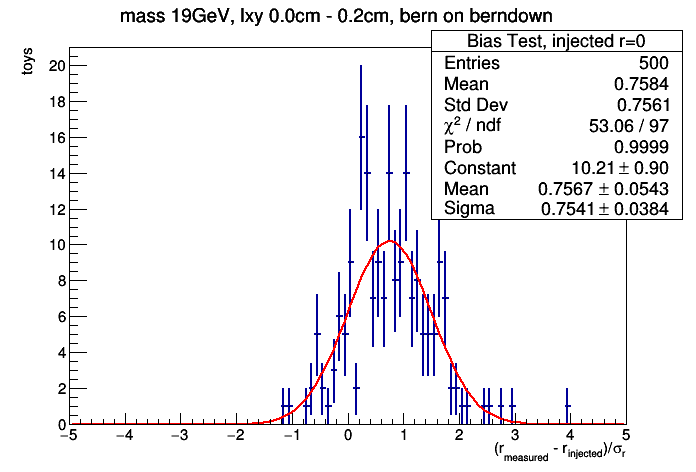 mass 19GeV, lxy 0.0cm - 0.2cm, bern on berndown
toys
Bias Test, injected r=0
Entries 500
Mean 0.7584
Std Dev 0.7561
χ² / ndf 53.06 / 97
Prob 0.9999
Constant 10.21 ± 0.90
Mean 0.7567 ± 0.0543
Sigma 0.7541 ± 0.0384
20
18
16
14
12
10
8
6
4
2
0
−5 −4 −3 −2 −1 0 1 2 3 4 5
(r_measured - r_injected)/σ_r